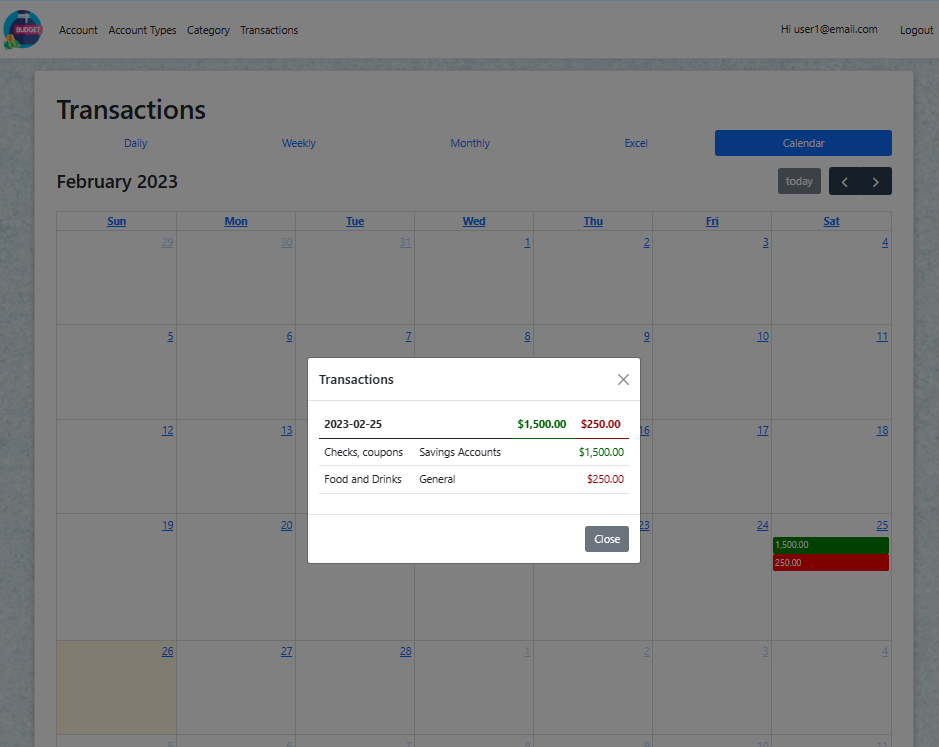 BUDGET
Account Account Types Category Transactions Hi user1@email.com Logout
Transactions
Daily Weekly Monthly Excel Calendar
February 2023 today
Sun Mon Tue Wed Thu Fri Sat
29 30 31 1 2 3 4
5 6 7 8 9 10 11
12 13 16 17 18
19 20 23 24 25
1,500.00
250.00
26 27 28 1 2 3 4
5 6 7 8 9 10 11
Transactions
2023-02-25 $1,500.00 $250.00
Checks, coupons Savings Accounts $1,500.00
Food and Drinks General $250.00
Close